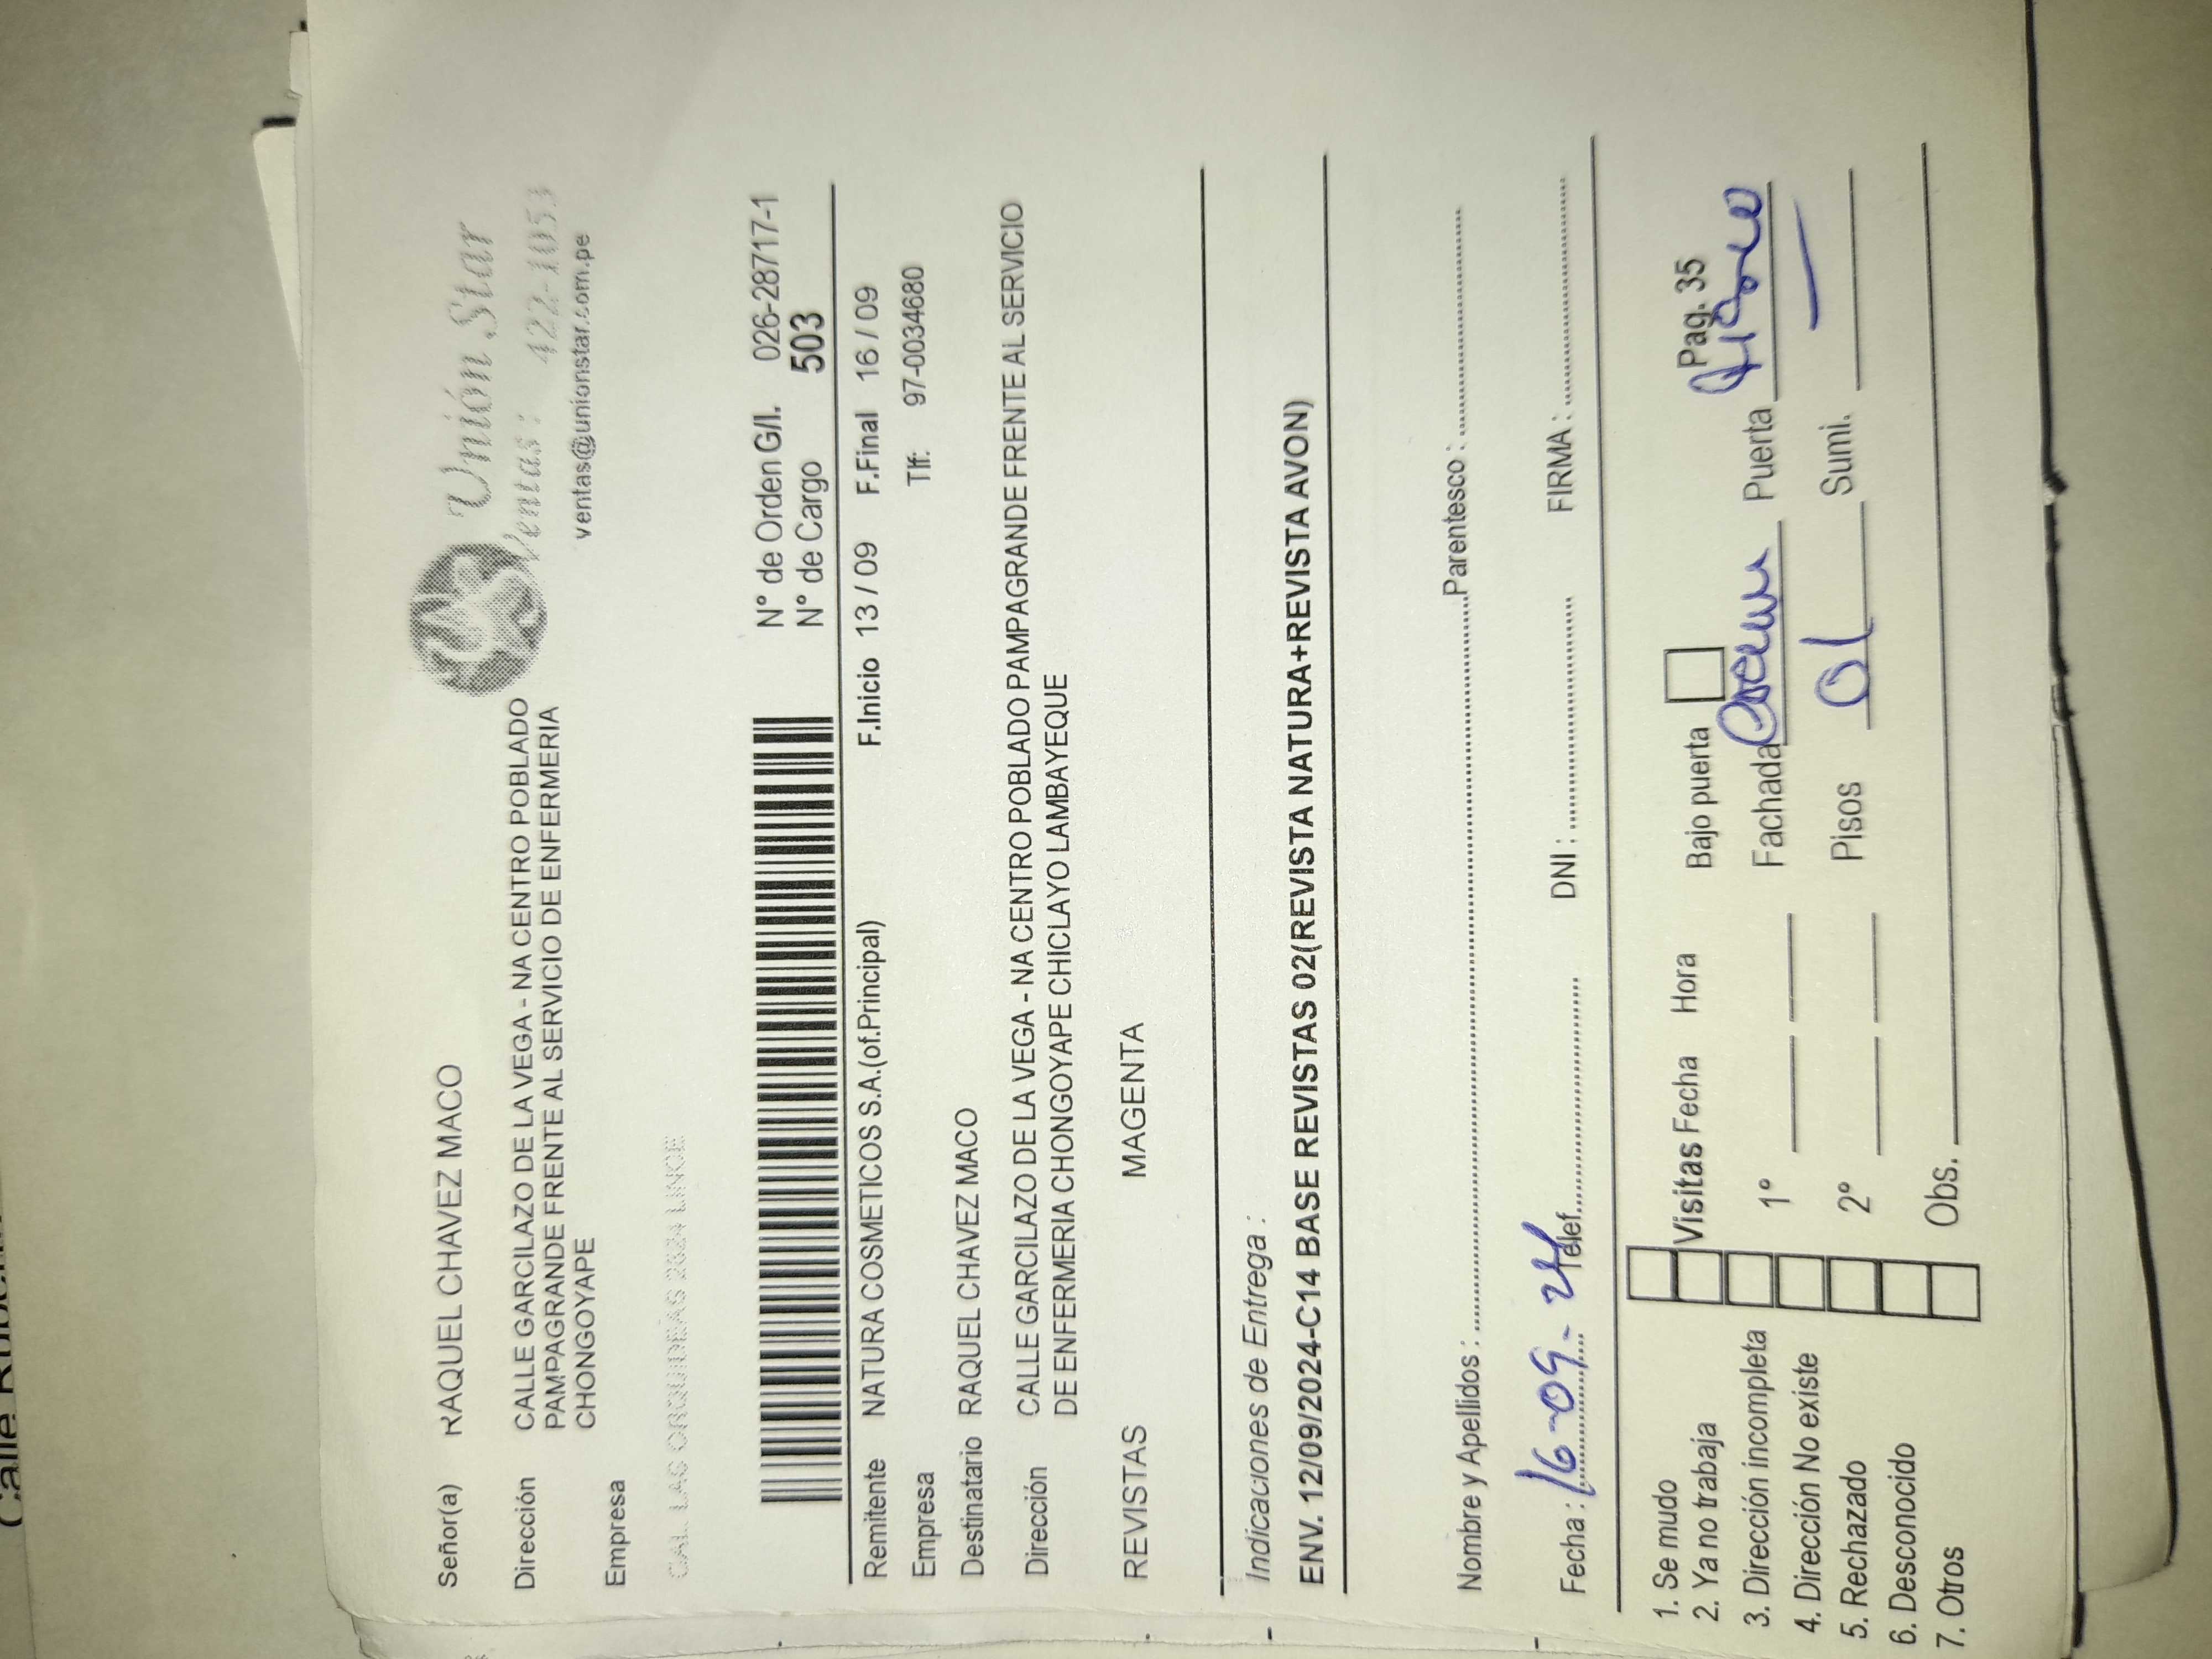 Unión Star
Ventas : 422-1053
ventas@unionstar.com.pe
Señor(a) RAQUEL CHAVEZ MACO
Dirección CALLE GARCILAZO DE LA VEGA - NA CENTRO POBLADO
PAMPAGRANDE FRENTE AL SERVICIO DE ENFERMERIA
CHONGOYAPE
Empresa
CAL. LAS ORQUIDEAS 2624 LINCE
N° de Orden G/I. 026-28717-1
N° de Cargo 503
Remitente NATURA COSMETICOS S.A.(of.Principal) F.Inicio 13 / 09 F.Final 16 / 09
Empresa Tlf: 97-0034680
Destinatario RAQUEL CHAVEZ MACO
Dirección CALLE GARCILAZO DE LA VEGA - NA CENTRO POBLADO PAMPAGRANDE FRENTE AL SERVICIO
DE ENFERMERIA CHONGOYAPE CHICLAYO LAMBAYEQUE
REVISTAS MAGENTA
Indicaciones de Entrega :
ENV. 12/09/2024-C14 BASE REVISTAS 02(REVISTA NATURA+REVISTA AVON)
Nombre y Apellidos : Parentesco :
Fecha : 16-09-24 Telef. DNI : FIRMA :
1. Se mudo
2. Ya no trabaja
3. Dirección incompleta
4. Dirección No existe
5. Rechazado
6. Desconocido
7. Otros
Visitas Fecha Hora Bajo puerta Pag. 35
1º Fachada Puerta
2º Pisos 01 Sumi.
Obs.